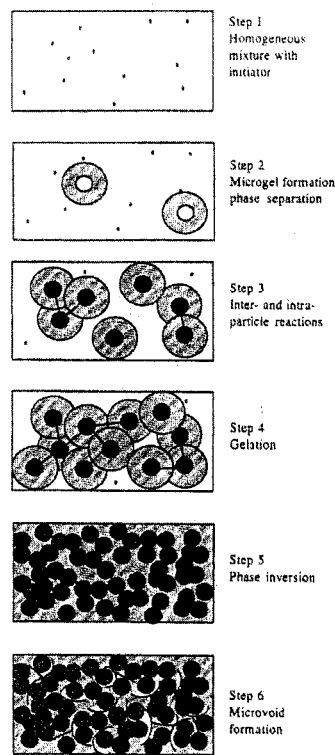 Step 1
Homogeneous
mixture with
initiator
Step 2
Microgel formation
phase separation
Step 3
Inter- and intra-
particle reactions
Step 4
Gelation
Step 5
Phase inversion
Step 6
Microvoid
formation